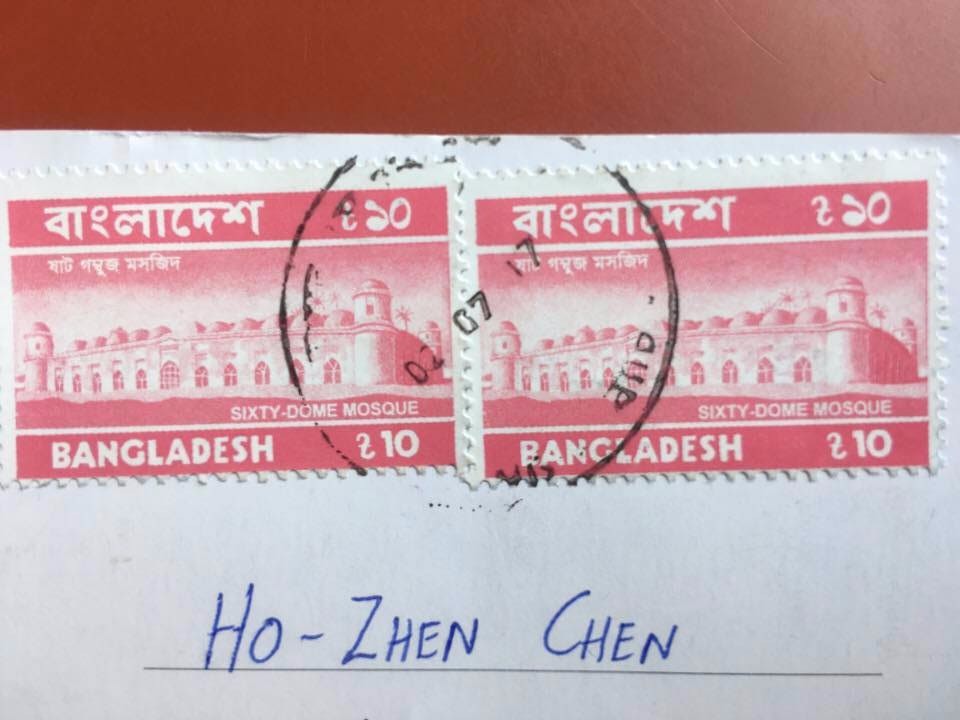 বাংলাদেশ ৳১০
ষাট গম্বুজ মসজিদ
SIXTY-DOME MOSQUE
BANGLADESH ৳10
বাংলাদেশ ৳১০
ষাট গম্বুজ মসজিদ
SIXTY-DOME MOSQUE
BANGLADESH ৳10
02 07 17
HO-ZHEN CHEN